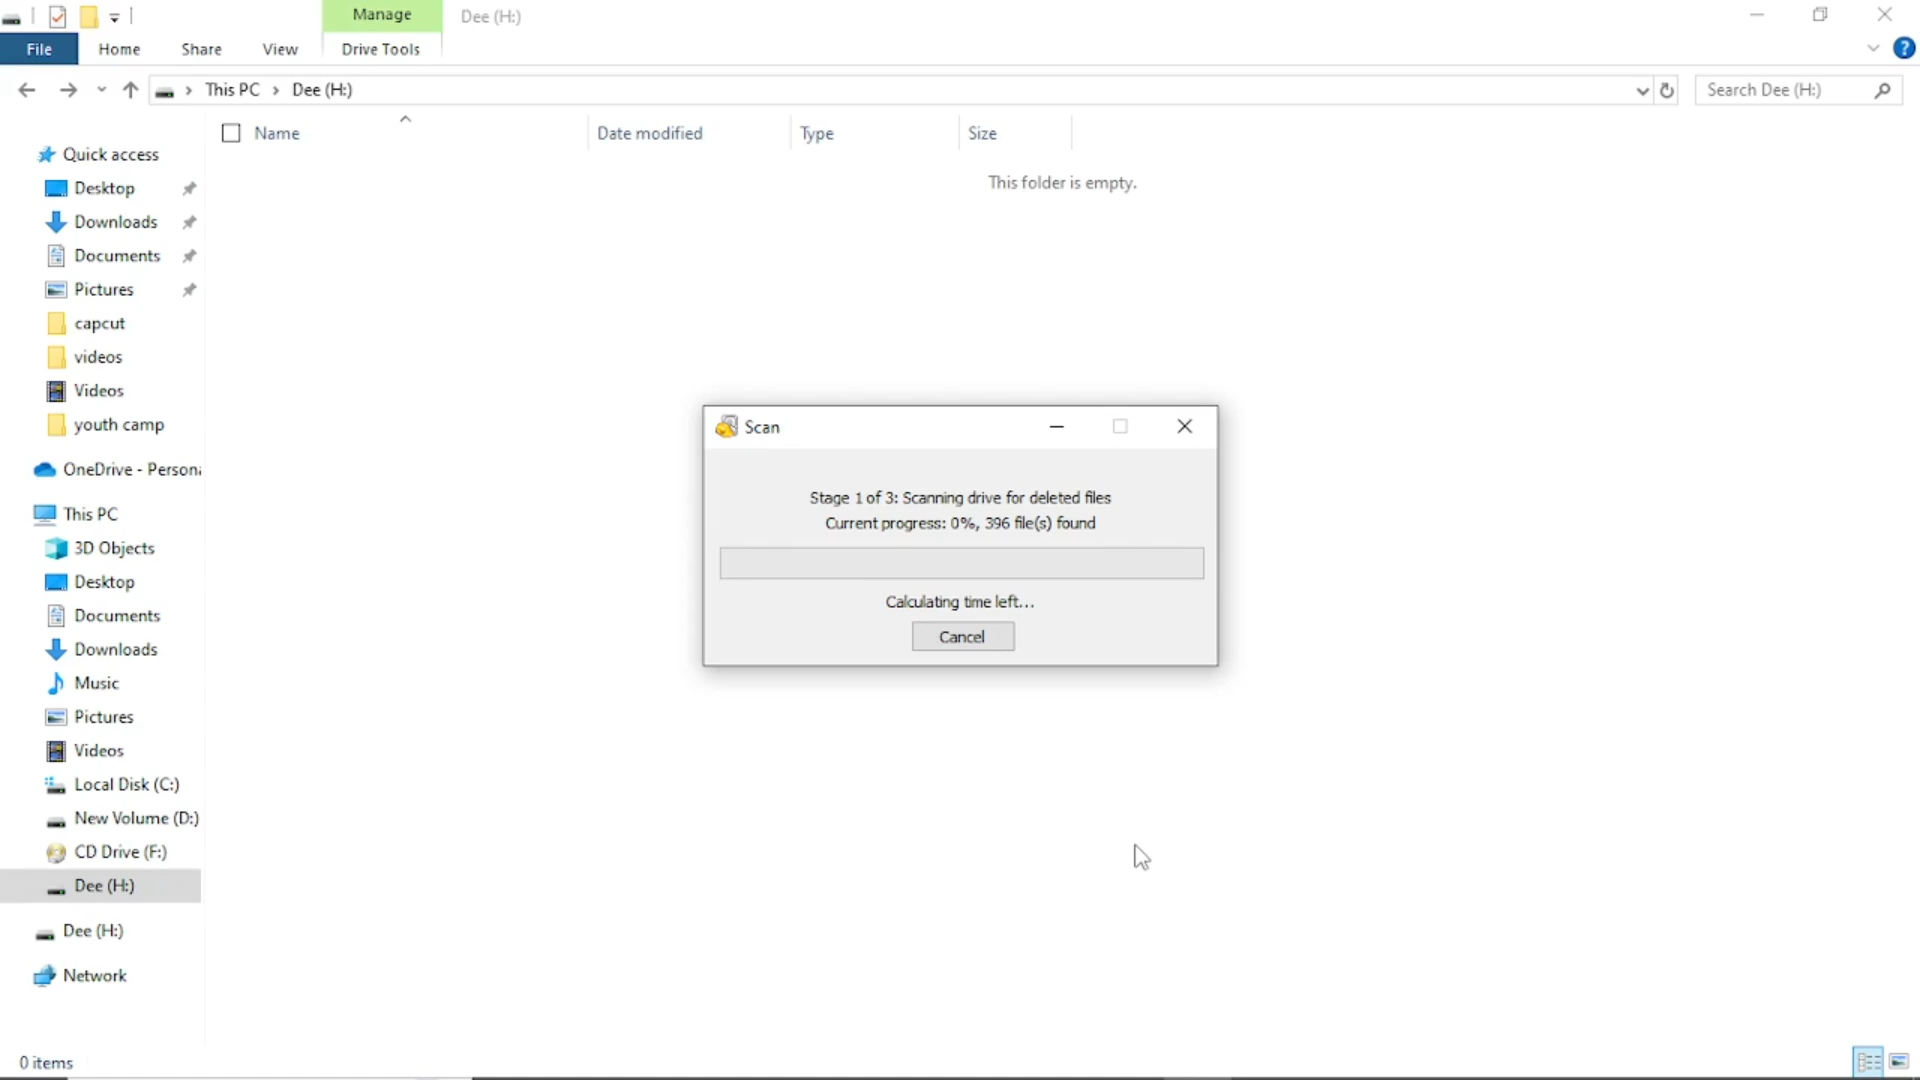 Manage
Dee (H:)
File
Home
Share
View
Drive Tools
?
This PC
Dee (H:)
Search Dee (H:)
Name
Date modified
Type
Size
This folder is empty.
Quick access
Desktop
Downloads
Documents
Pictures
capcut
videos
Videos
youth camp
OneDrive - Persona
This PC
3D Objects
Desktop
Documents
Downloads
Music
Pictures
Videos
Local Disk (C:)
New Volume (D:)
CD Drive (F:)
Dee (H:)
Dee (H:)
Network
Scan
Stage 1 of 3: Scanning drive for deleted files
Current progress: 0%, 396 file(s) found
Calculating time left...
Cancel
0 items